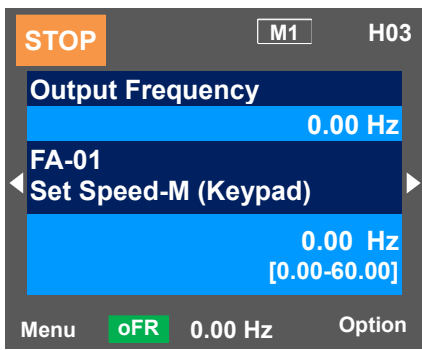 STOP M1 H03
Output Frequency
0.00 Hz
FA-01
Set Speed-M (Keypad)
0.00 Hz
[0.00-60.00]
Menu oFR 0.00 Hz Option